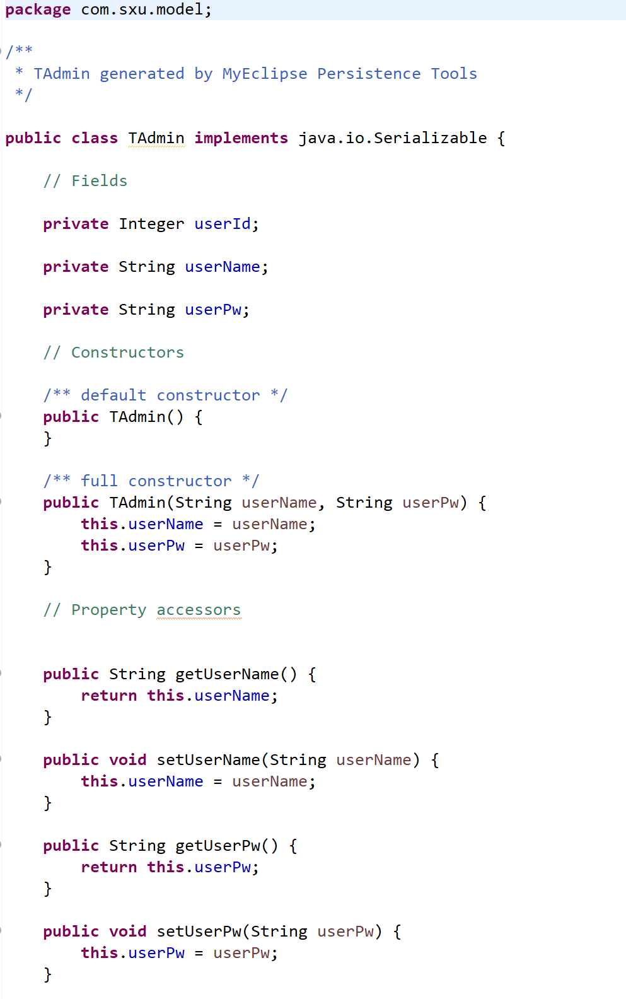 package com.sxu.model;
/**
 * TAdmin generated by MyEclipse Persistence Tools
 */
public class TAdmin implements java.io.Serializable {
    // Fields
    private Integer userId;
    private String userName;
    private String userPw;
    // Constructors
    /** default constructor */
    public TAdmin() {
    }
    /** full constructor */
    public TAdmin(String userName, String userPw) {
        this.userName = userName;
        this.userPw = userPw;
    }
    // Property accessors
    public String getUserName() {
        return this.userName;
    }
    public void setUserName(String userName) {
        this.userName = userName;
    }
    public String getUserPw() {
        return this.userPw;
    }
    public void setUserPw(String userPw) {
        this.userPw = userPw;
    }